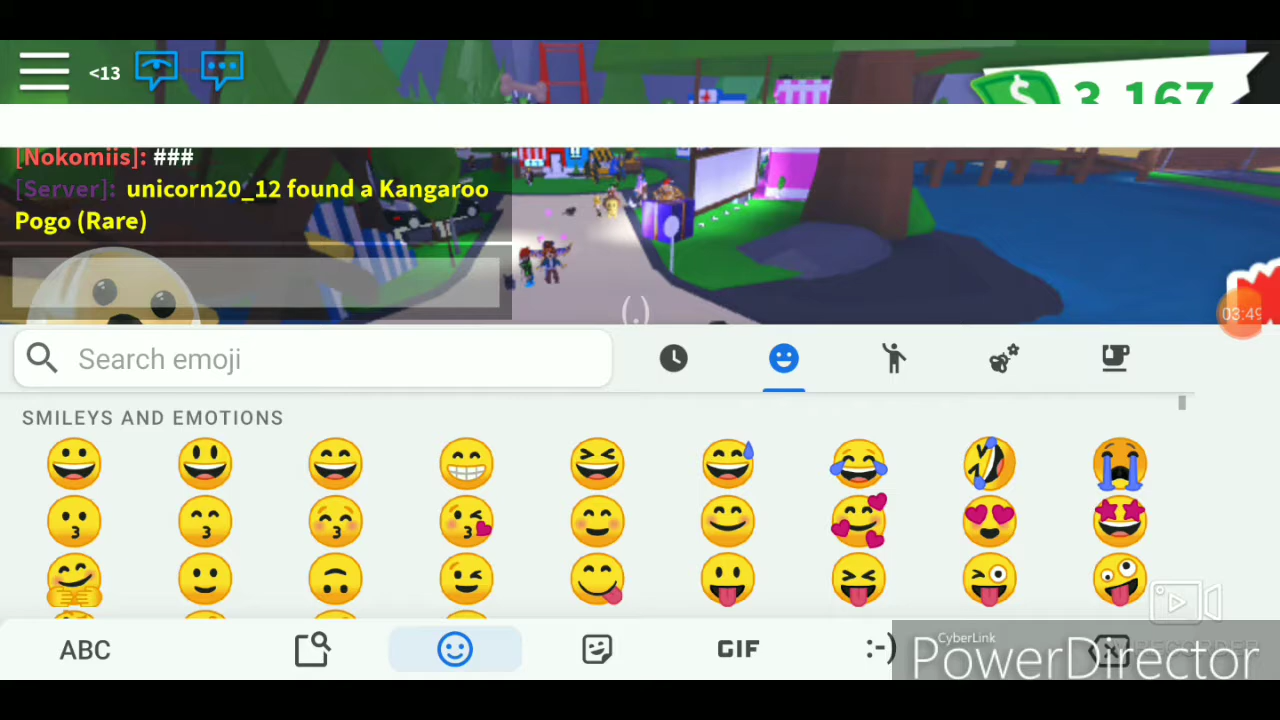 <13
3,167
[Nokomiis]: ###
[Server]: unicorn20_12 found a Kangaroo
Pogo (Rare)
(.)
03:49
Search emoji
SMILEYS AND EMOTIONS
ABC
GIF
:-)
CyberLink
PowerDirector
RECORDER